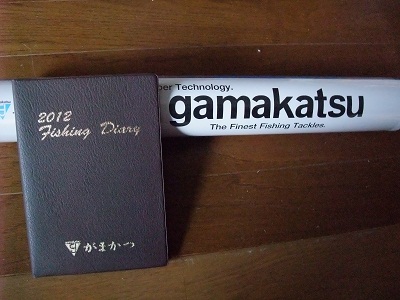 2012
Fishing Diary
がまかつ
per Technology.
gamakatsu
The Finest Fishing Tackles.